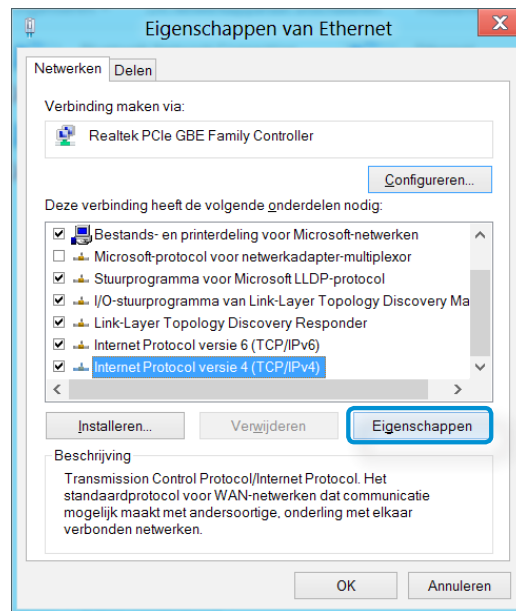 Eigenschappen van Ethernet
Netwerken Delen
Verbinding maken via:
Realtek PCIe GBE Family Controller
Configureren...
Deze verbinding heeft de volgende onderdelen nodig:
Bestands- en printerdeling voor Microsoft-netwerken
Microsoft-protocol voor netwerkadapter-multiplexor
Stuurprogramma voor Microsoft LLDP-protocol
I/O-stuurprogramma van Link-Layer Topology Discovery Ma
Link-Layer Topology Discovery Responder
Internet Protocol versie 6 (TCP/IPv6)
Internet Protocol versie 4 (TCP/IPv4)
Installeren... Verwijderen Eigenschappen
Beschrijving
Transmission Control Protocol/Internet Protocol. Het
standaardprotocol voor WAN-netwerken dat communicatie
mogelijk maakt met andersoortige, onderling met elkaar
verbonden netwerken.
OK Annuleren